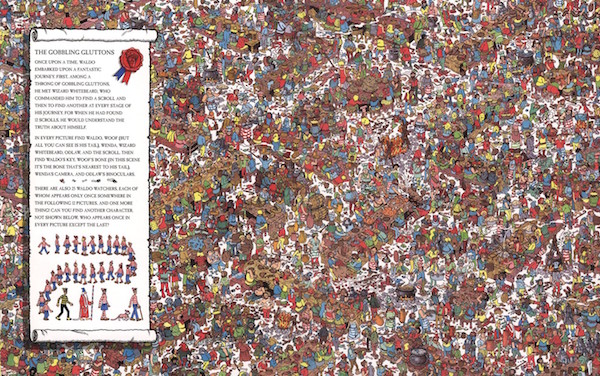 THE GOBBLING GLUTTONS
ONCE UPON A TIME, WALDO
EMBARKED UPON A FANTASTIC
JOURNEY. FIRST, AMONG A
THRONG OF GOBBLING GLUTTONS,
HE MET WIZARD WHITEBEARD, WHO
COMMANDED HIM TO FIND A SCROLL AND
THEN TO FIND ANOTHER AT EVERY STAGE OF
HIS JOURNEY. FOR WHEN HE HAD FOUND
12 SCROLLS, HE WOULD UNDERSTAND THE
TRUTH ABOUT HIMSELF.
IN EVERY PICTURE FIND WALDO, WOOF (BUT
ALL YOU CAN SEE IS HIS TAIL), WENDA, WIZARD
WHITEBEARD, ODLAW, AND THE SCROLL. THEN
FIND WALDO'S KEY, WOOF'S BONE (IN THIS SCENE
IT'S THE BONE THAT'S NEAREST TO HIS TAIL),
WENDA'S CAMERA, AND ODLAW'S BINOCULARS.
THERE ARE ALSO 25 WALDO-WATCHERS, EACH OF
WHOM APPEARS ONLY ONCE SOMEWHERE IN
THE FOLLOWING 12 PICTURES. AND ONE MORE
THING! CAN YOU FIND ANOTHER CHARACTER,
NOT SHOWN BELOW, WHO APPEARS ONCE IN
EVERY PICTURE EXCEPT THE LAST?